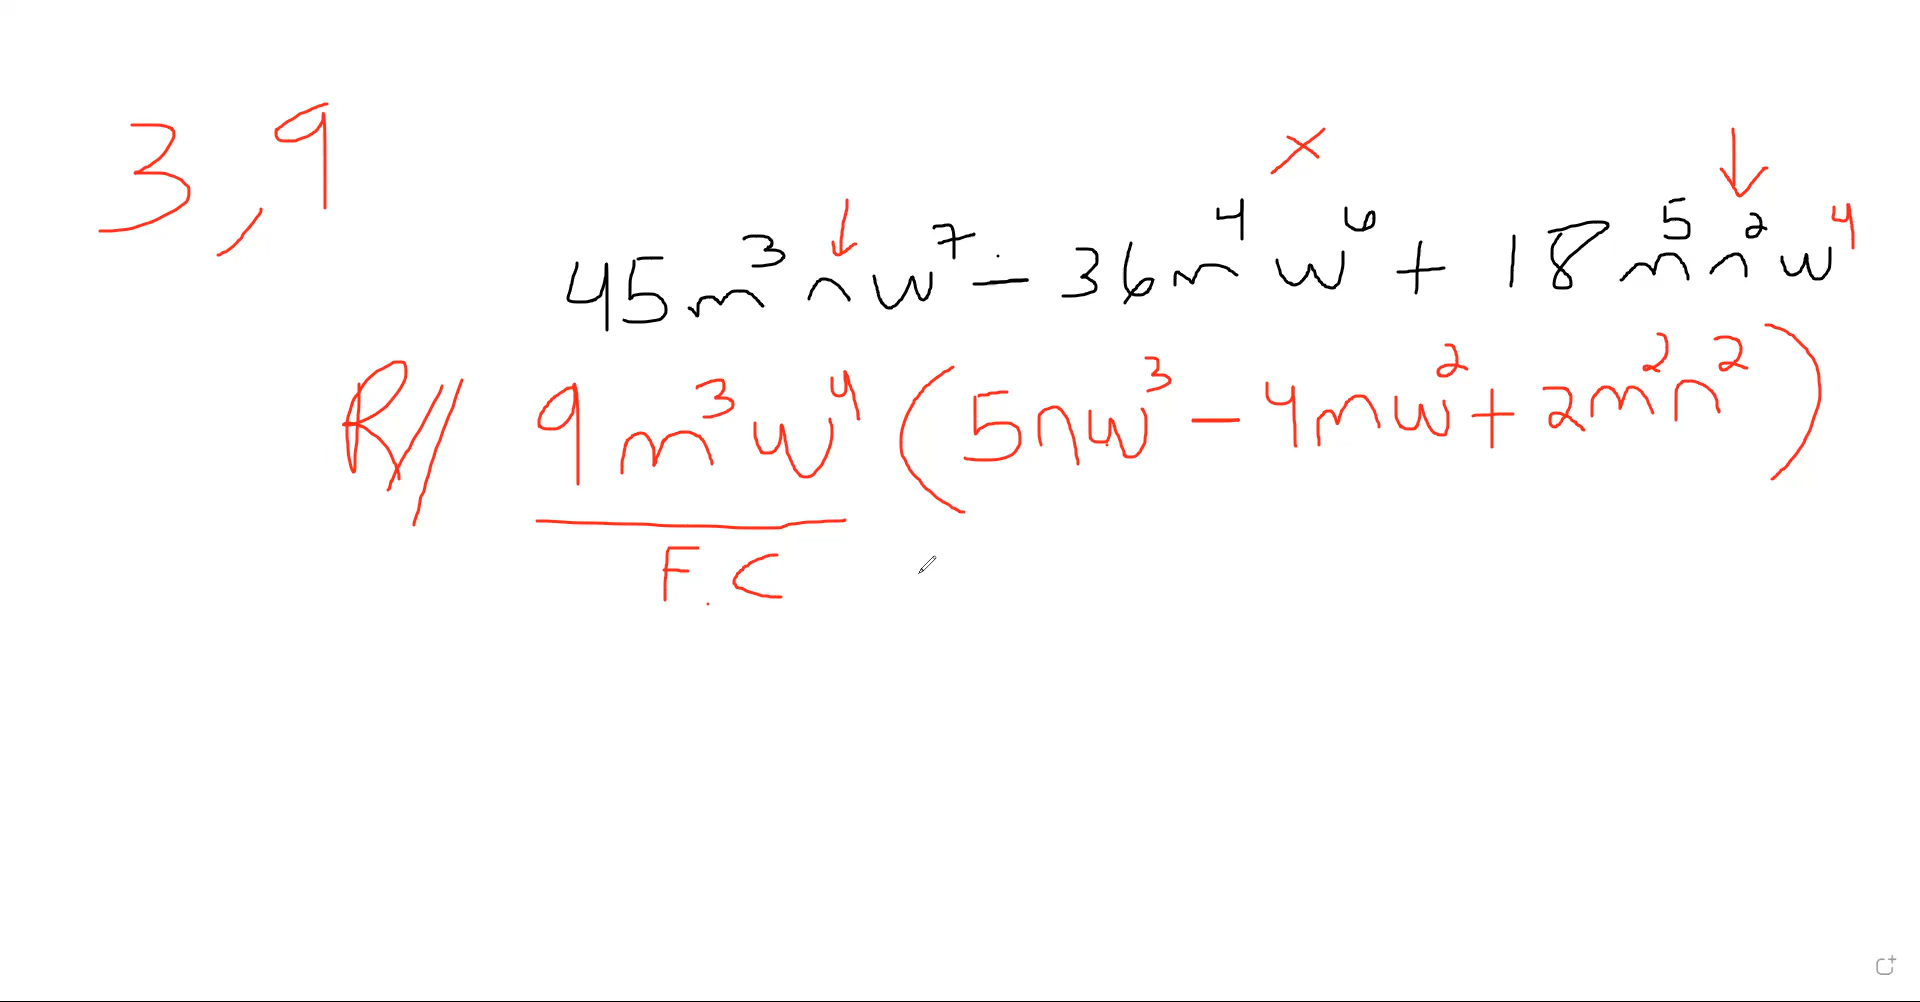 3, 9
45m³nw⁷ − 36m⁴w⁶ + 18m⁵n²w⁴
R// 9m³w⁴ (5nw³ − 4mw² + 2m²n²)
F.C